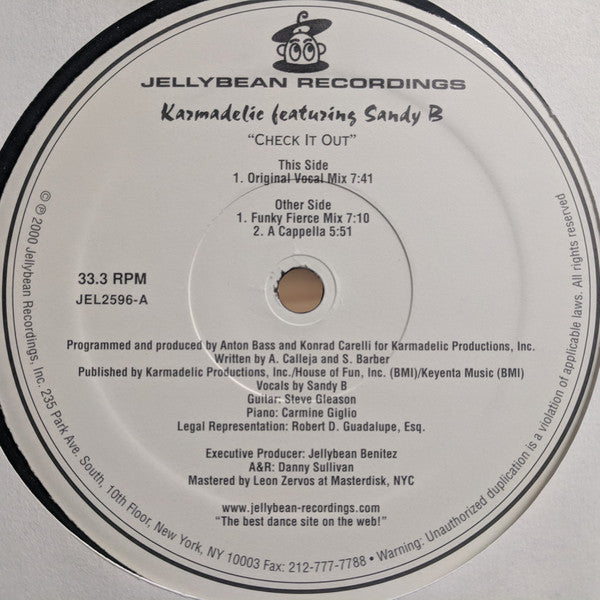 JELLYBEAN RECORDINGS
Karmadelic featuring Sandy B
"CHECK IT OUT"
This Side
1. Original Vocal Mix 7:41
Other Side
1. Funky Fierce Mix 7:10
2. A Cappella 5:51
33.3 RPM
JEL2596-A
Programmed and produced by Anton Bass and Konrad Carelli for Karmadelic Productions, Inc.
Written by A. Calleja and S. Barber
Published by Karmadelic Productions, Inc./House of Fun, Inc. (BMI)/Keyenta Music (BMI)
Vocals by Sandy B
Guitar: Steve Gleason
Piano: Carmine Giglio
Legal Representation: Robert D. Guadalupe, Esq.
Executive Producer: Jellybean Benitez
A&R: Danny Sullivan
Mastered by Leon Zervos at Masterdisk, NYC
www.jellybean-recordings.com
"The best dance site on the web!"
©℗ 2000 Jellybean Recordings, Inc. 235 Park Ave. South, 10th Floor, New York, NY 10003 Fax: 212-777-7788 • Warning: Unauthorized duplication is a violation of applicable laws. All rights reserved